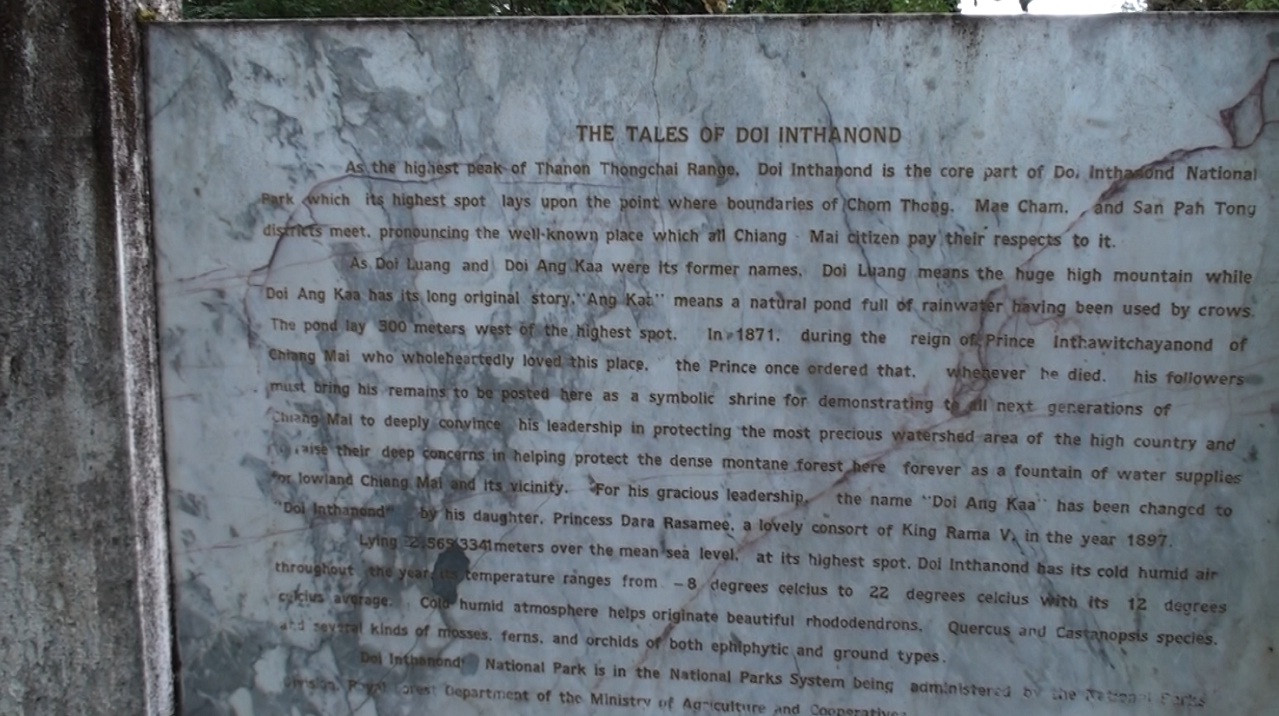 THE TALES OF DOI INTHANOND
As the highest peak of Thanon Thongchai Range, Doi Inthanond is the core part of Doi Inthanond National
Park which its highest spot lays upon the point where boundaries of Chom Thong, Mae Cham, and San Pah Tong
districts meet, pronouncing the well-known place which all Chiang Mai citizen pay their respects to it.
As Doi Luang and Doi Ang Kaa were its former names, Doi Luang means the huge high mountain while
Doi Ang Kaa has its long original story. "Ang Kaa" means a natural pond full of rainwater having been used by crows.
The pond lay 300 meters west of the highest spot. In 1871, during the reign of Prince Inthawitchayanond of
Chiang Mai who wholeheartedly loved this place, the Prince once ordered that, whenever he died, his followers
must bring his remains to be posted here as a symbolic shrine for demonstrating to all next generations of
Chiang Mai to deeply convince his leadership in protecting the most precious watershed area of the high country and
raise their deep concerns in helping protect the dense montane forest here forever as a fountain of water supplies
for lowland Chiang Mai and its vicinity. For his gracious leadership, the name "Doi Ang Kaa" has been changed to
"Doi Inthanond" by his daughter, Princess Dara Rasamee, a lovely consort of King Rama V, in the year 1897.
Lying meters over the mean sea level, at its highest spot, Doi Inthanond has its cold humid air
throughout the year, its temperature ranges from -8 degrees celcius to 22 degrees celcius with its 12 degrees
celcius average. Cold humid atmosphere helps originate beautiful rhododendrons, Quercus and Castanopsis species,
and several kinds of mosses, ferns, and orchids of both ephiphytic and ground types.
Doi Inthanond National Park is in the National Parks System being administered by the National Parks
Division, Royal Forest Department of the Ministry of Agriculture and Cooperatives